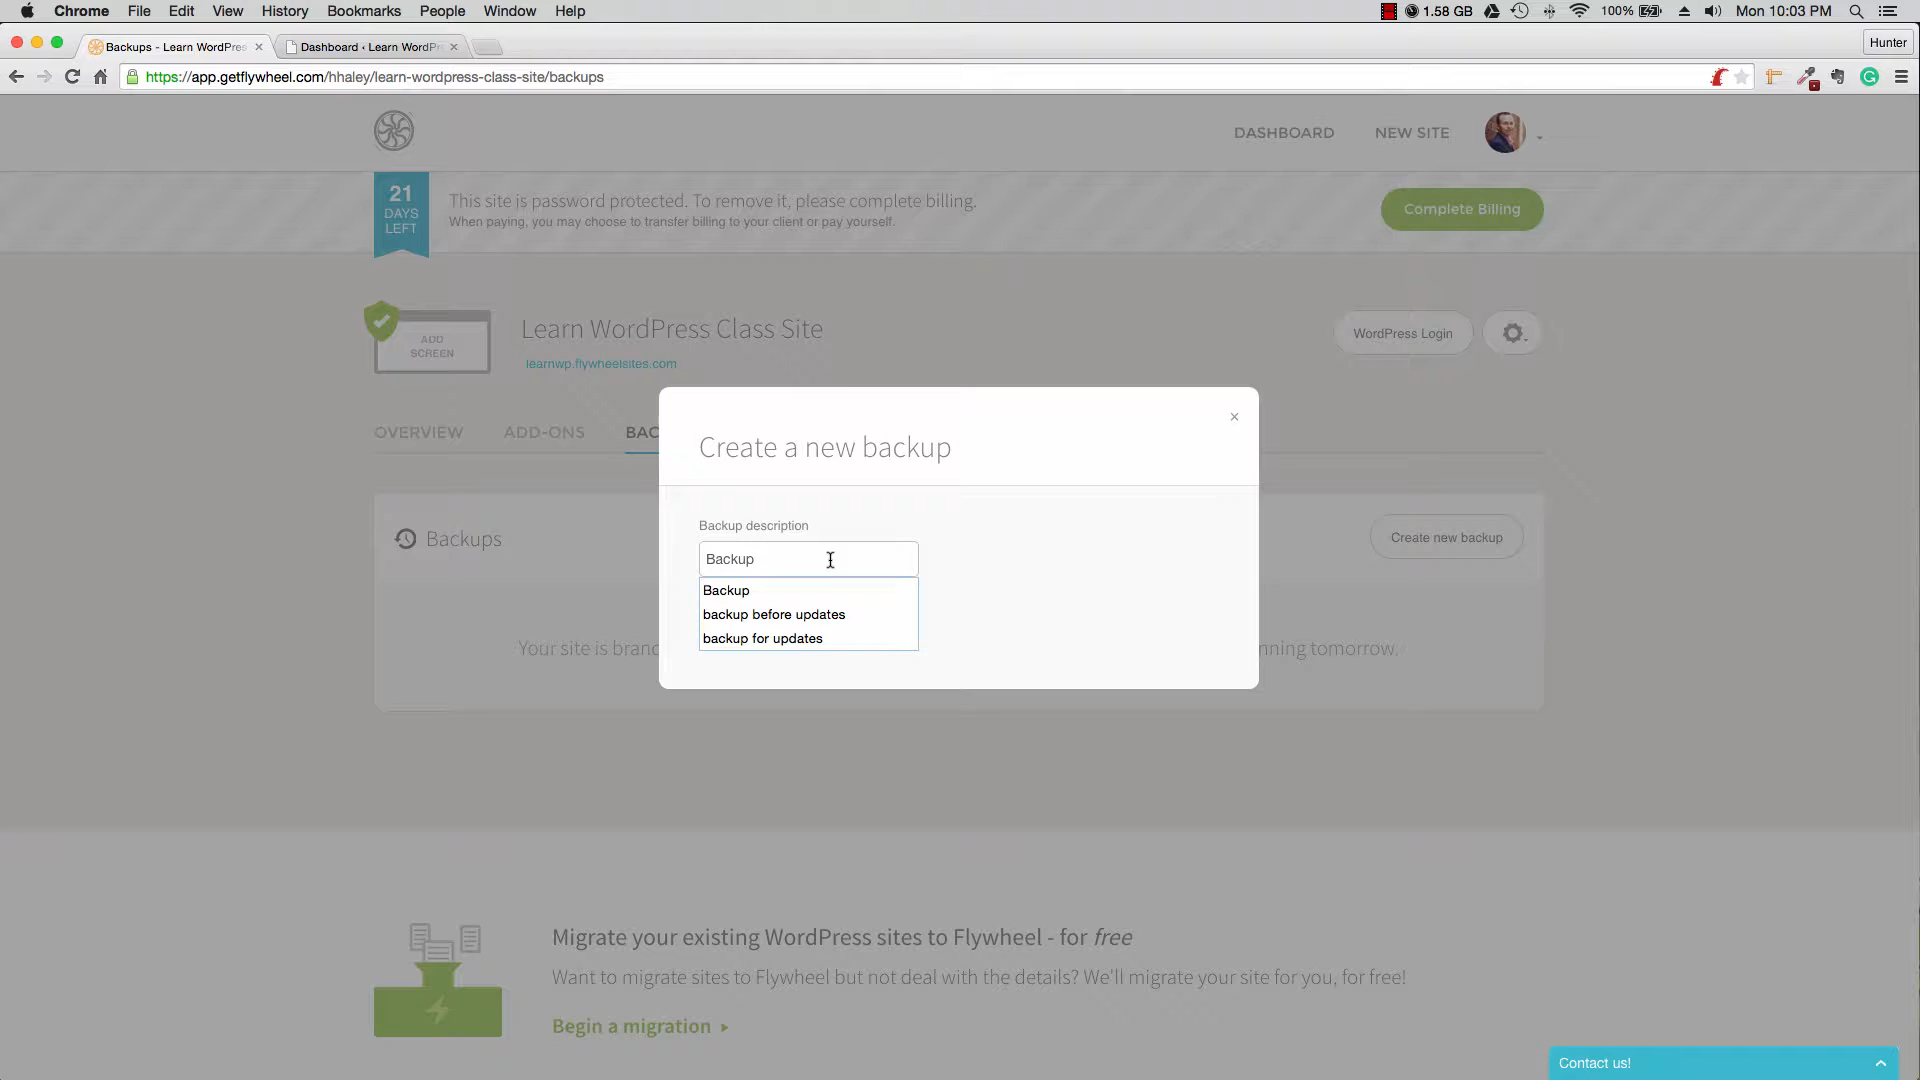 Chrome File Edit View History Bookmarks People Window Help 1.58 GB 100% Mon 10:03 PM
Backups - Learn WordPres Dashboard ‹ Learn WordPr Hunter
https://app.getflywheel.com/hhaley/learn-wordpress-class-site/backups
DASHBOARD NEW SITE
21
DAYS
LEFT
This site is password protected. To remove it, please complete billing.
When paying, you may choose to transfer billing to your client or pay yourself.
Complete Billing
ADD
SCREEN
Learn WordPress Class Site
learnwp.flywheelsites.com
WordPress Login
OVERVIEW ADD-ONS BAC
Create a new backup
Backups
Create new backup
Backup description
Backup
Backup
backup before updates
backup for updates
Your site is branc nning tomorrow.
Migrate your existing WordPress sites to Flywheel - for free
Want to migrate sites to Flywheel but not deal with the details? We'll migrate your site for you, for free!
Begin a migration
Contact us!